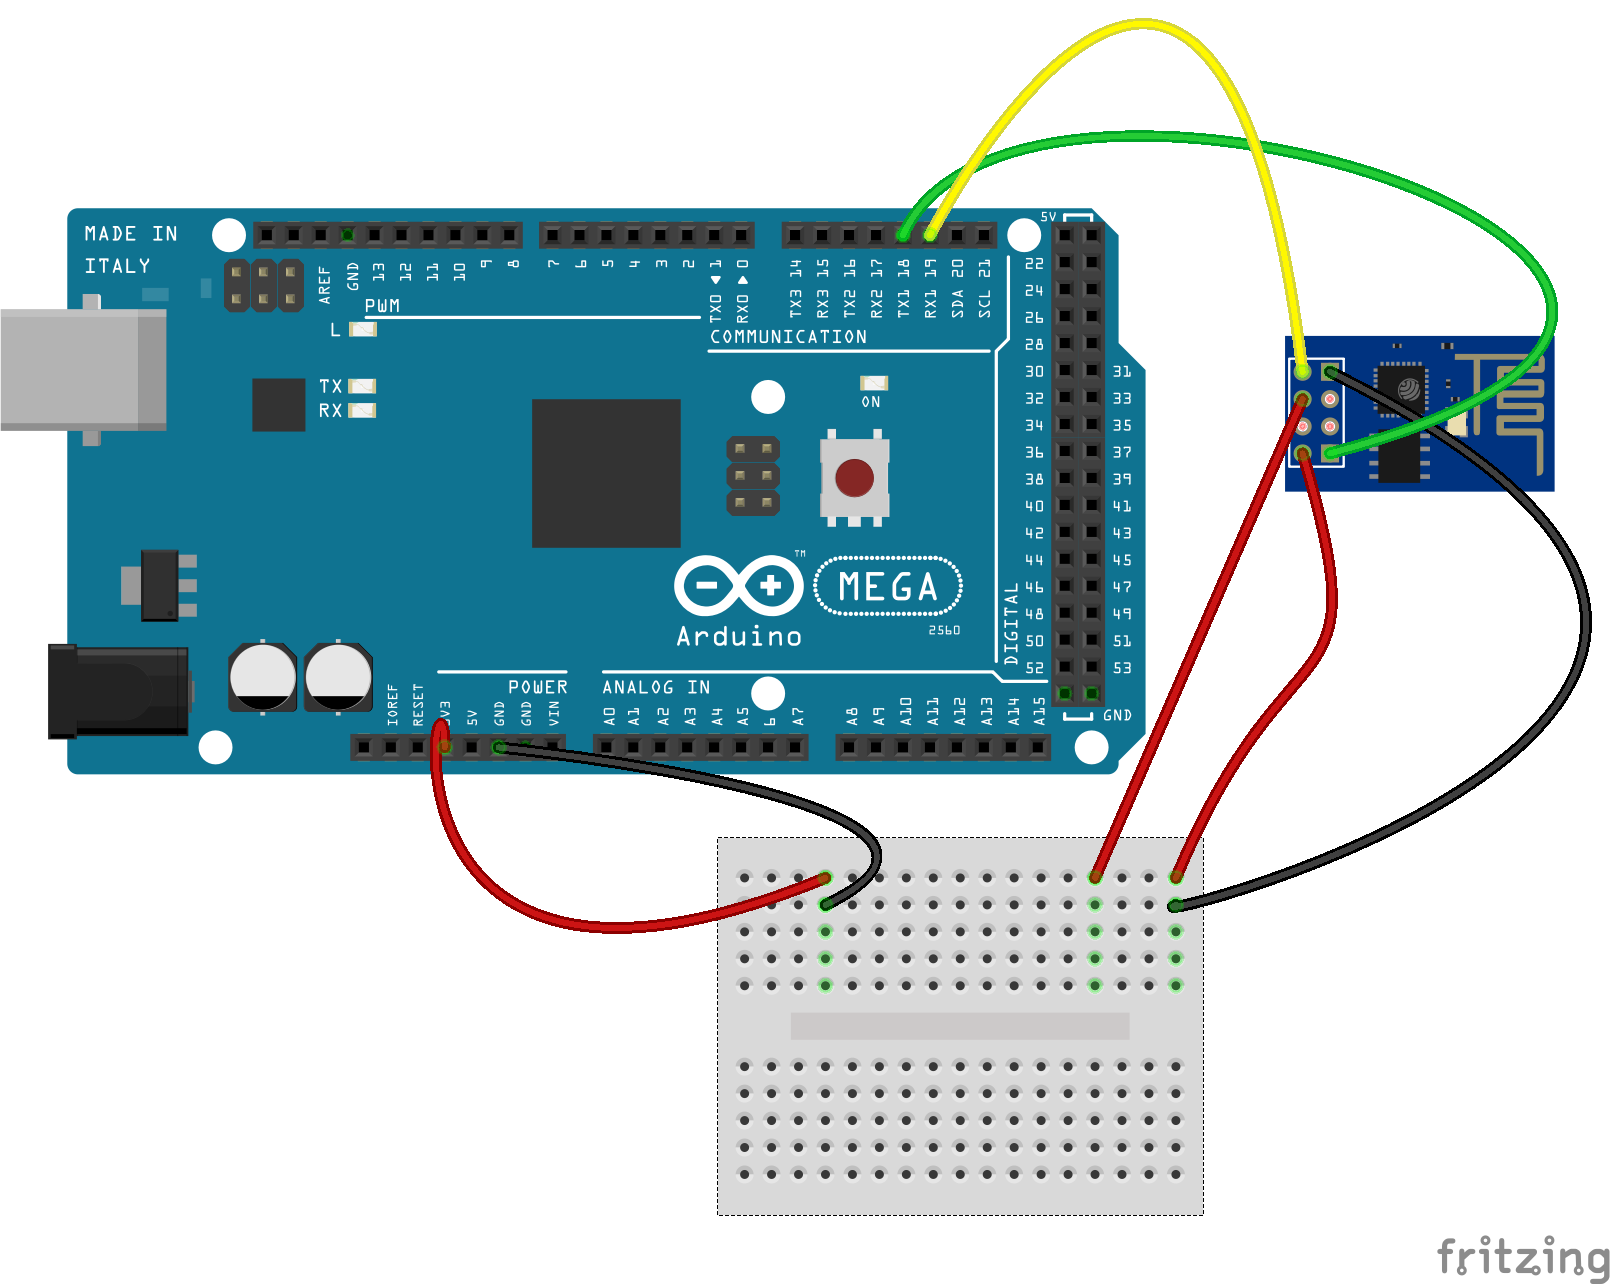 MADE IN
ITALY
AREF
GND
13
12
11
10
9
8
7
6
5
4
3
2
TX0 1
RX0 0
TX3 14
RX3 15
TX2 16
RX2 17
TX1 18
RX1 19
SDA 20
SCL 21
5V
PWM
COMMUNICATION
L
TX
RX
ON
22
24
26
28
30 31
32 33
34 35
36 37
38 39
40 41
42 43
44 45
46 47
48 49
50 51
52 53
DIGITAL
GND
TM
MEGA
Arduino
2560
POWER
ANALOG IN
IOREF
RESET
3V3
5V
GND
GND
VIN
A0
A1
A2
A3
A4
A5
6
A7
A8
A9
A10
A11
A12
A13
A14
A15
fritzing